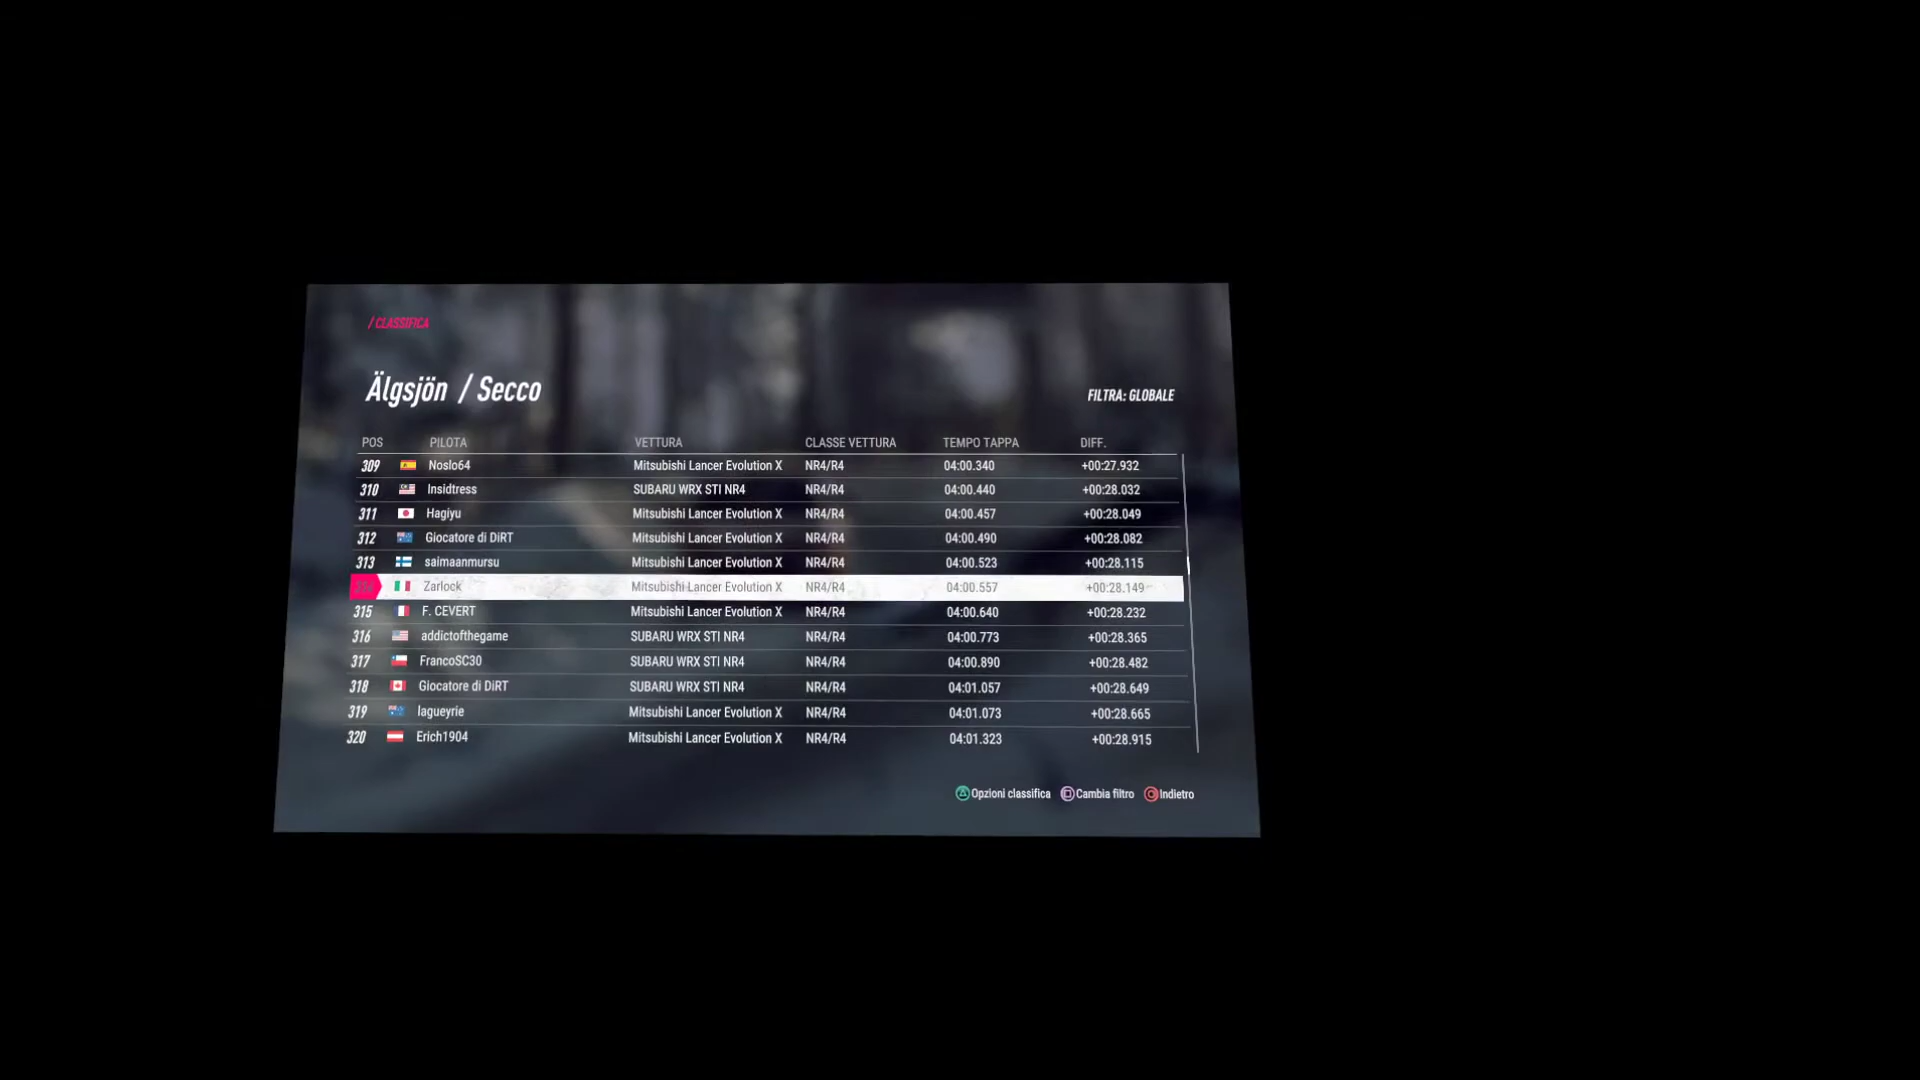 / CLASSIFICA
Älgsjön / Secco
FILTRA: GLOBALE
POS PILOTA VETTURA CLASSE VETTURA TEMPO TAPPA DIFF.
309 Noslo64 Mitsubishi Lancer Evolution X NR4/R4 04:00.340 +00:27.932
310 Insidtress SUBARU WRX STI NR4 NR4/R4 04:00.440 +00:28.032
311 Hagiyu Mitsubishi Lancer Evolution X NR4/R4 04:00.457 +00:28.049
312 Giocatore di DiRT Mitsubishi Lancer Evolution X NR4/R4 04:00.490 +00:28.082
313 saimaanmursu Mitsubishi Lancer Evolution X NR4/R4 04:00.523 +00:28.115
314 Zarlock Mitsubishi Lancer Evolution X NR4/R4 04:00.557 +00:28.149
315 F. CEVERT Mitsubishi Lancer Evolution X NR4/R4 04:00.640 +00:28.232
316 addictofthegame SUBARU WRX STI NR4 NR4/R4 04:00.773 +00:28.365
317 FrancoSC30 SUBARU WRX STI NR4 NR4/R4 04:00.890 +00:28.482
318 Giocatore di DiRT SUBARU WRX STI NR4 NR4/R4 04:01.057 +00:28.649
319 lagueyrie Mitsubishi Lancer Evolution X NR4/R4 04:01.073 +00:28.665
320 Erich1904 Mitsubishi Lancer Evolution X NR4/R4 04:01.323 +00:28.915
Opzioni classifica Cambia filtro Indietro